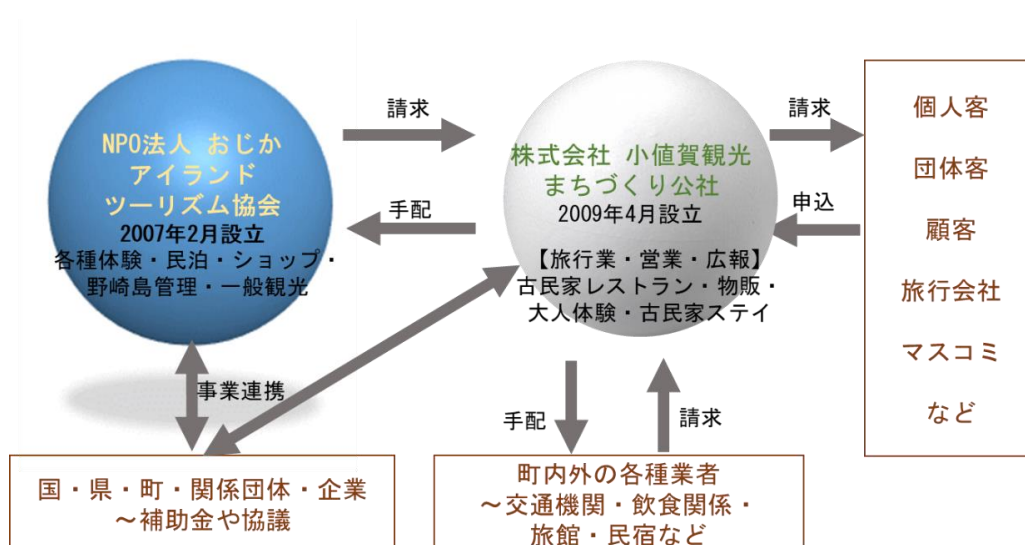 NPO法人 おじか
アイランド
ツーリズム協会
2007年2月設立
各種体験・民泊・ショップ・
野崎島管理・一般観光
請求
手配
株式会社 小値賀観光
まちづくり公社
2009年4月設立
【旅行業・営業・広報】
古民家レストラン・物販・
大人体験・古民家ステイ
請求
申込
個人客
団体客
顧客
旅行会社
マスコミ
など
事業連携
手配
請求
国・県・町・関係団体・企業
～補助金や協議
町内外の各種業者
～交通機関・飲食関係・
旅館・民宿など